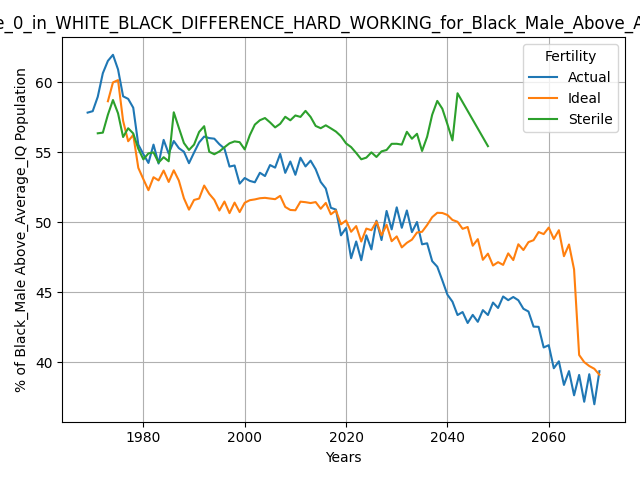 e_0_in_WHITE_BLACK_DIFFERENCE_HARD_WORKING_for_Black_Male_Above_A
Fertility
Actual
Ideal
Sterile
% of Black_Male Above_Average_IQ Population
60
55
50
45
40
1980
2000
2020
2040
2060
Years